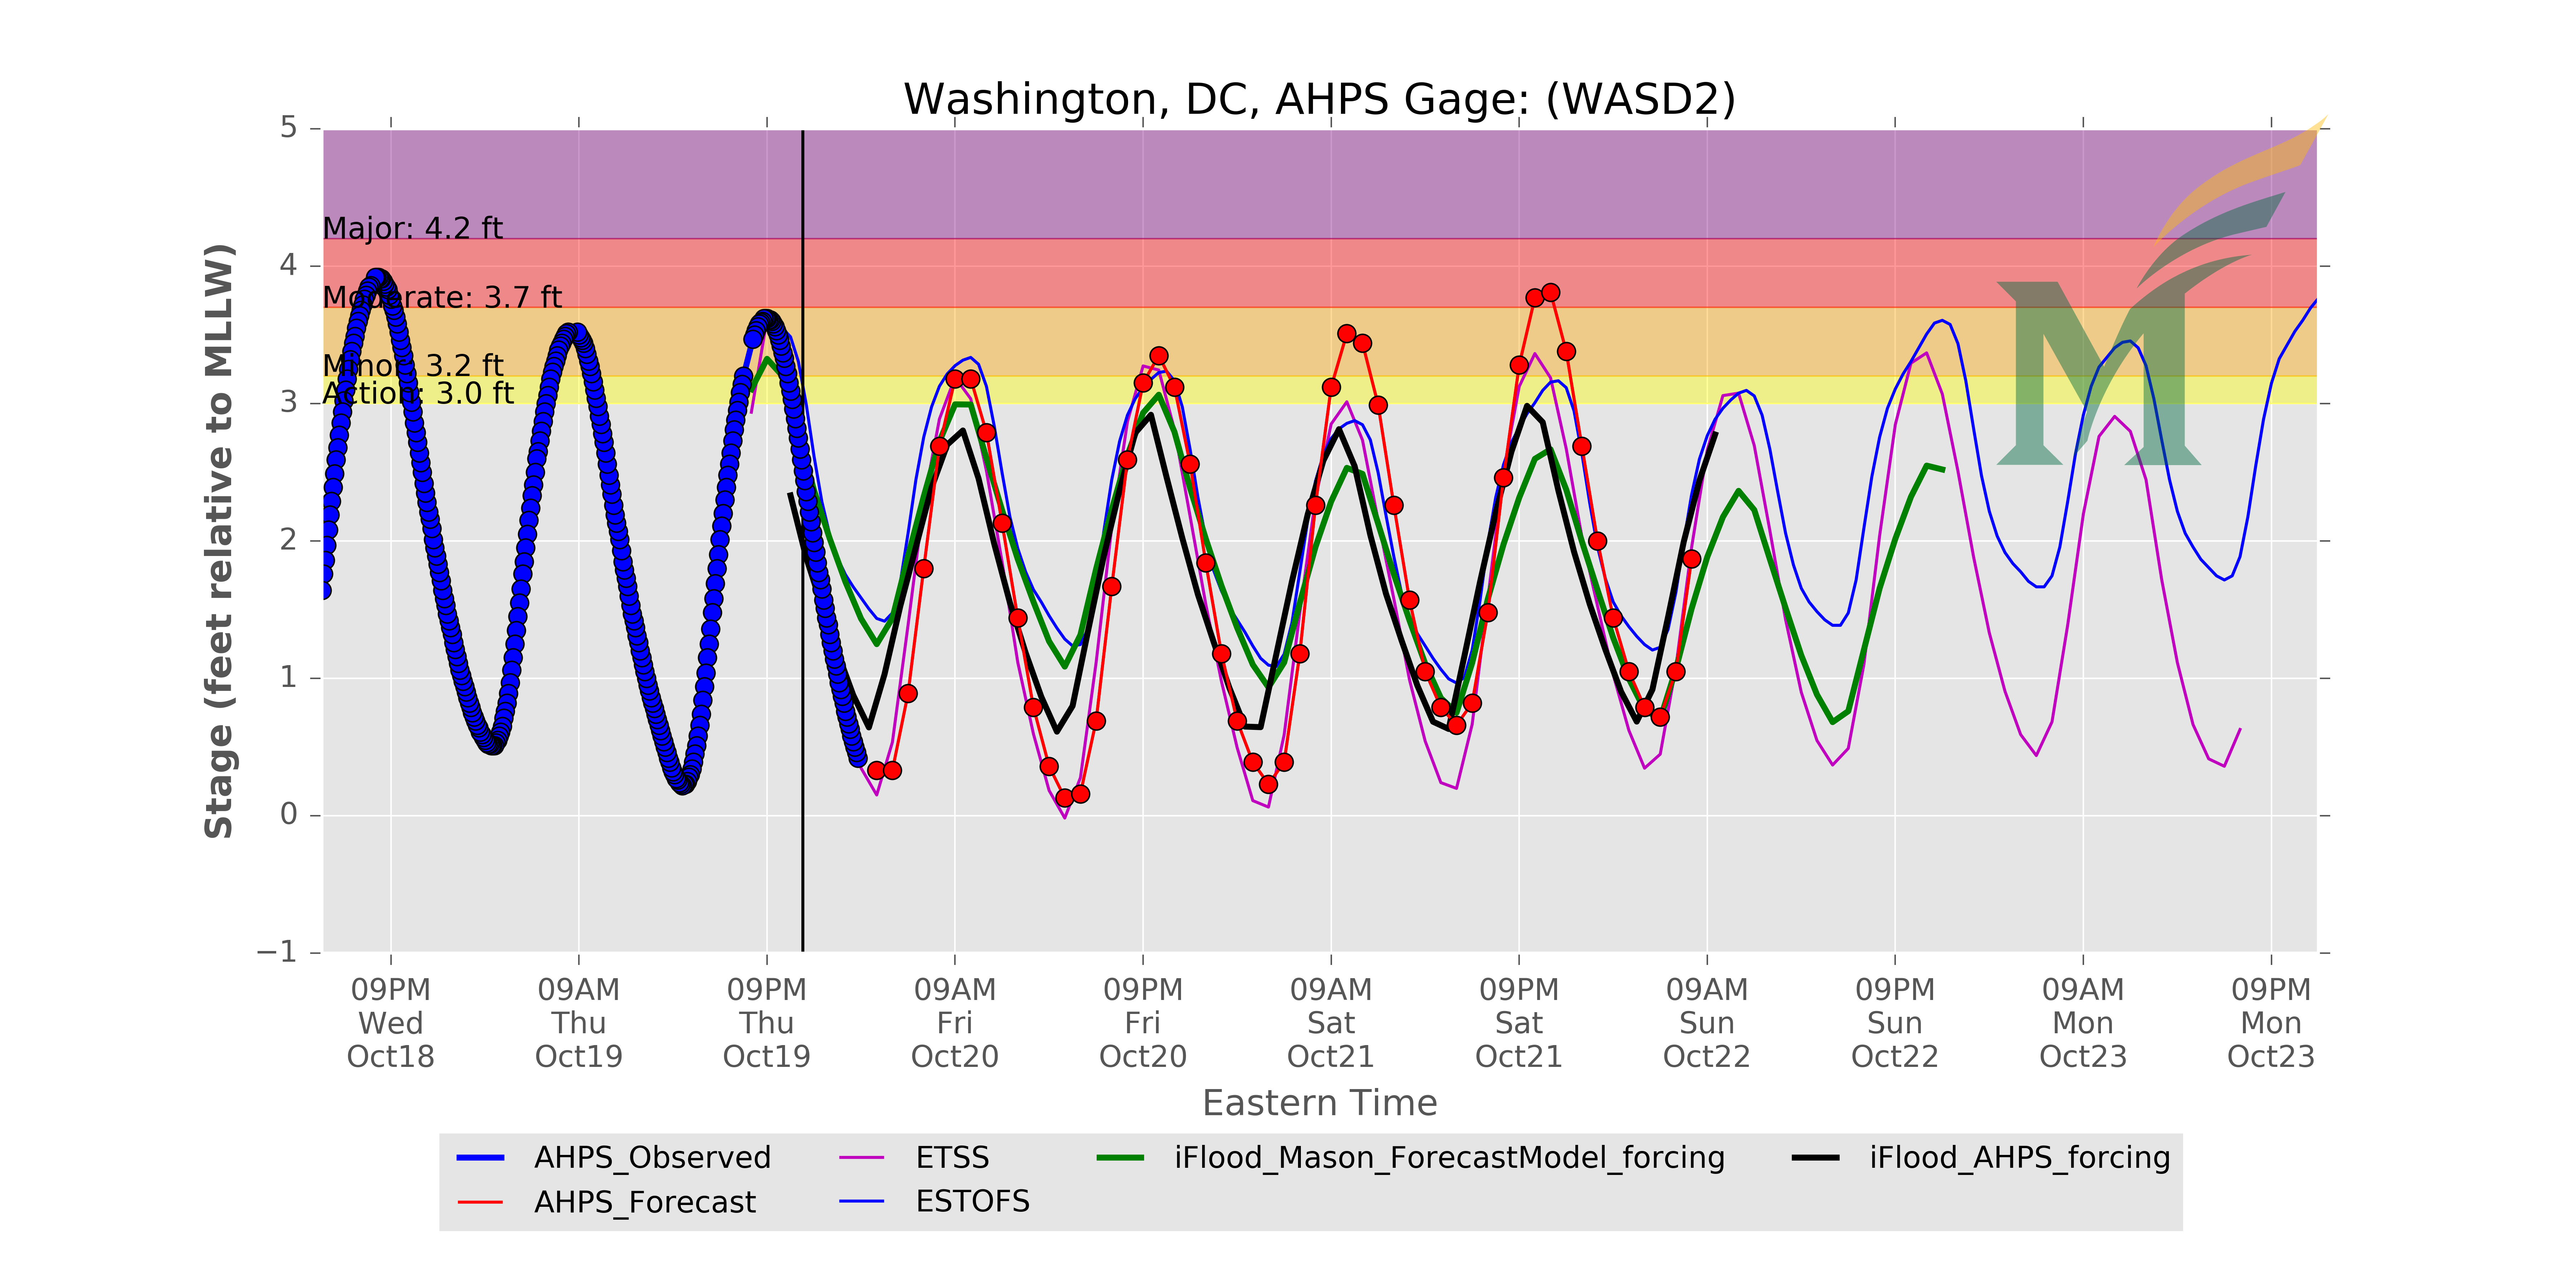 Washington, DC, AHPS Gage: (WASD2)
Stage (feet relative to MLLW)
5
4
3
2
1
0
−1
Major: 4.2 ft
Moderate: 3.7 ft
Minor: 3.2 ft
Action: 3.0 ft
09PM 09AM 09PM 09AM 09PM 09AM 09PM 09AM 09PM 09AM 09PM
Wed Thu Thu Fri Fri Sat Sat Sun Sun Mon Mon
Oct18 Oct19 Oct19 Oct20 Oct20 Oct21 Oct21 Oct22 Oct22 Oct23 Oct23
Eastern Time
AHPS_Observed ETSS iFlood_Mason_ForecastModel_forcing iFlood_AHPS_forcing
AHPS_Forecast ESTOFS
M